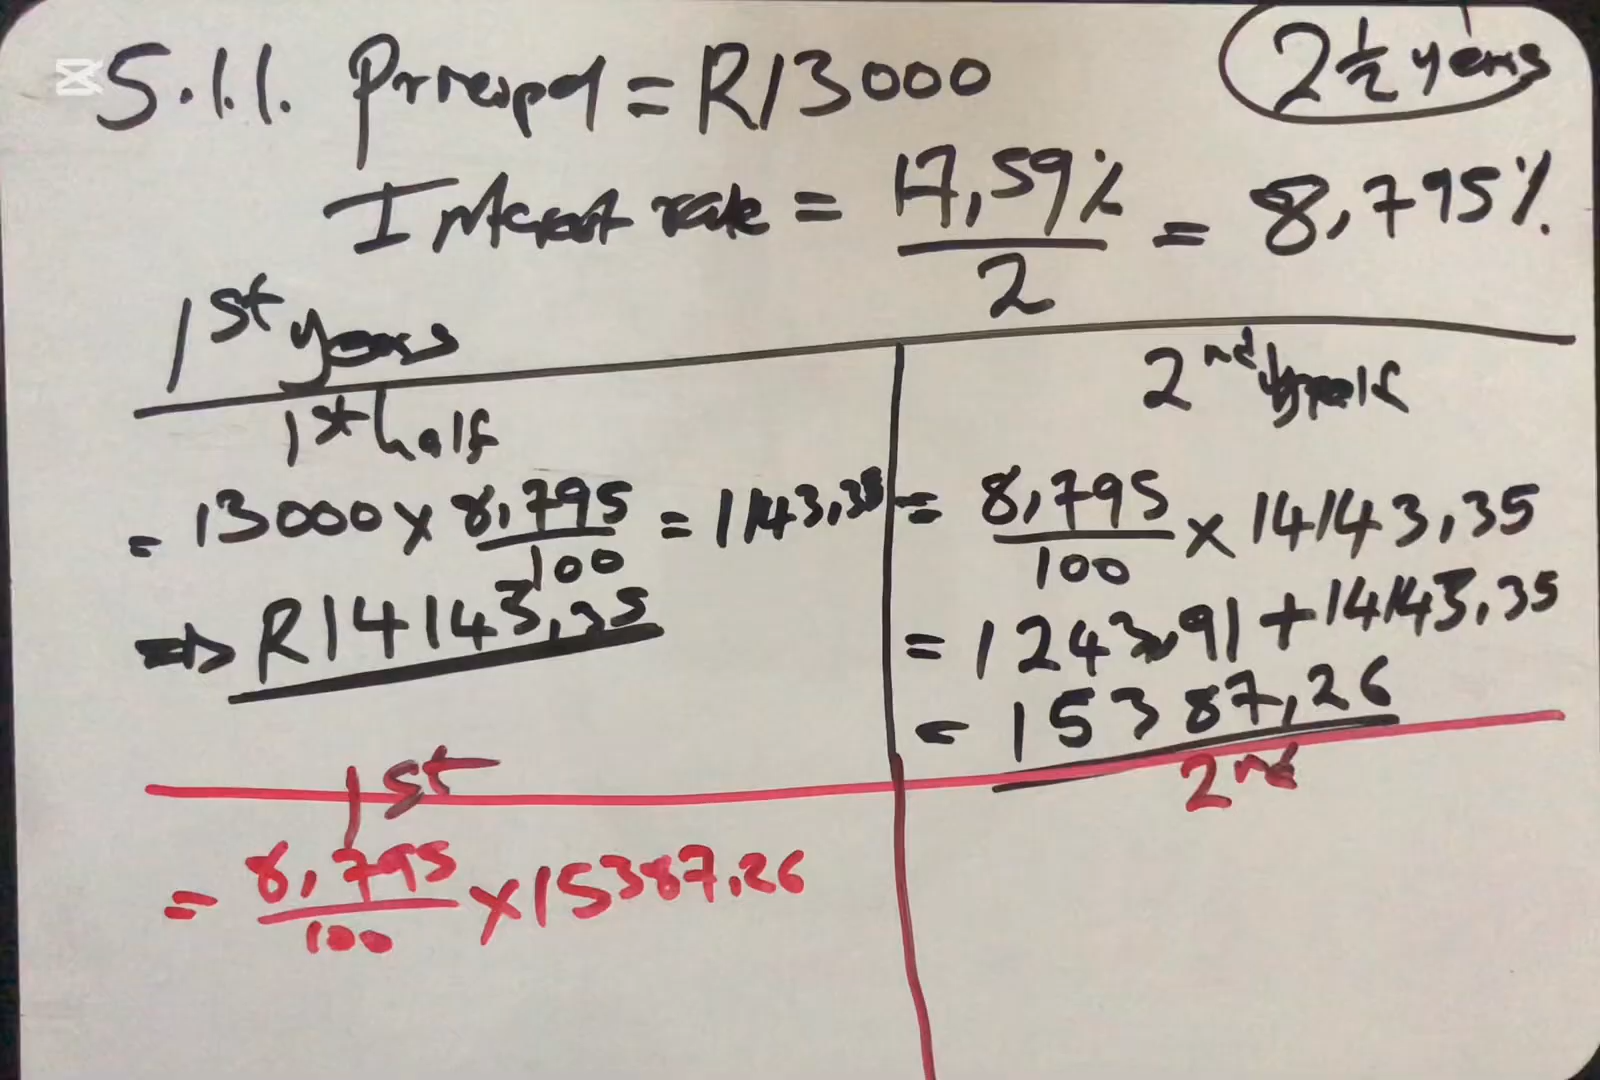 5.1.1. Principal = R13000
2 1/2 years
Interest rate = 17,59% / 2 = 8,795%
1st years
1st half
= 13000 x 8,795/100 = 1143,35
=> R14143,35
2nd half
= 8,795/100 x 14143,35
= 1243,91 + 14143,35
= 15387,26
1st
= 8,795/100 x 15387,26
2nd